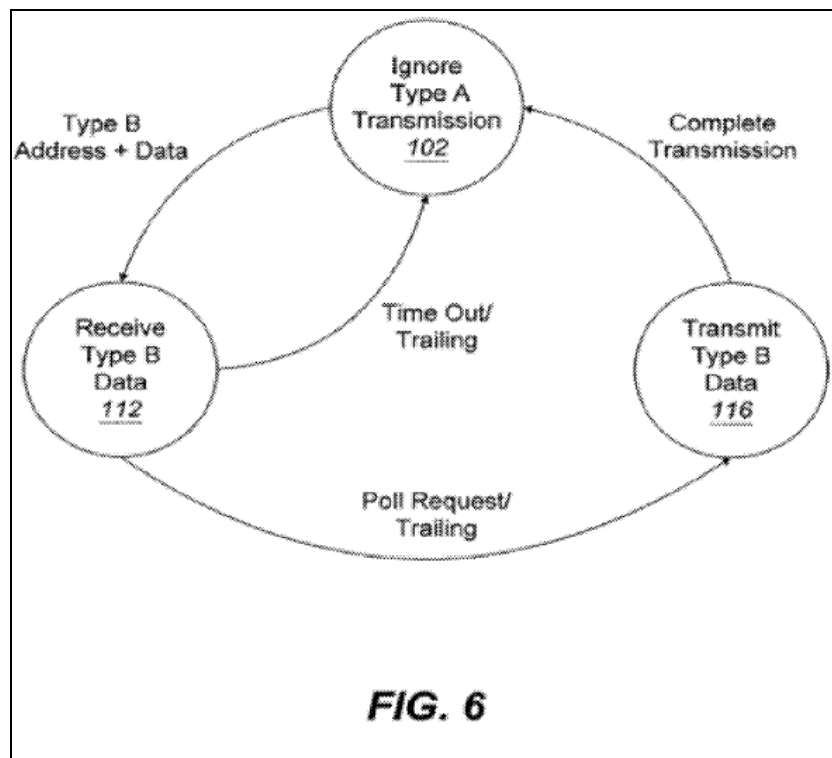 Ignore
Type A
Transmission
102
Type B
Address + Data
Complete
Transmission
Time Out/
Trailing
Receive
Type B
Data
112
Transmit
Type B
Data
116
Poll Request/
Trailing
FIG. 6